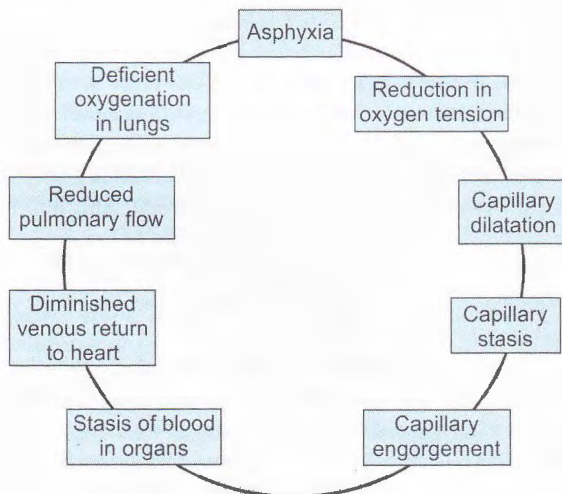 Asphyxia
Reduction in
oxygen tension
Capillary
dilatation
Capillary
stasis
Capillary
engorgement
Stasis of blood
in organs
Diminished
venous return
to heart
Reduced
pulmonary flow
Deficient
oxygenation
in lungs